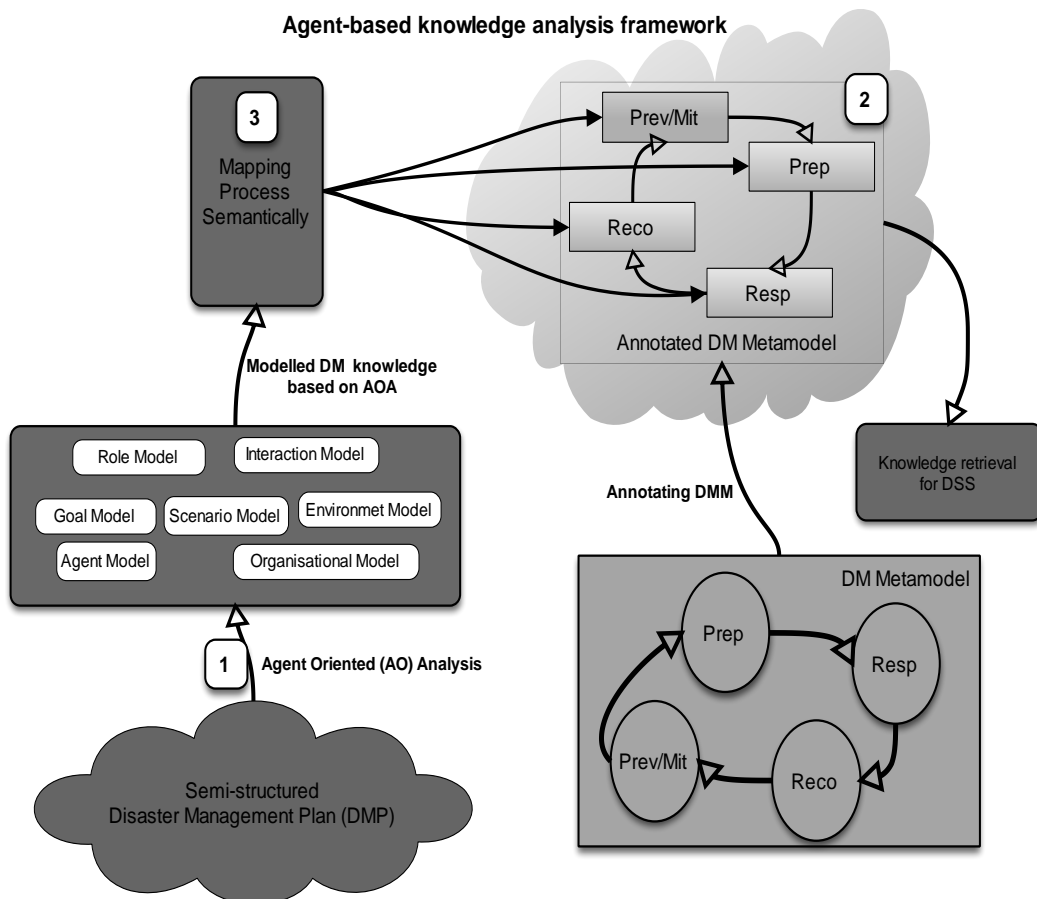 Agent-based knowledge analysis framework
3
Mapping
Process
Semantically
2
Prev/Mit
Prep
Reco
Resp
Annotated DM Metamodel
Modelled DM knowledge
based on AOA
Role Model
Interaction Model
Goal Model
Scenario Model
Environmet Model
Agent Model
Organisational Model
Knowledge retrieval
for DSS
Annotating DMM
1
Agent Oriented (AO) Analysis
DM Metamodel
Prep
Resp
Prev/Mit
Reco
Semi-structured
Disaster Management Plan (DMP)